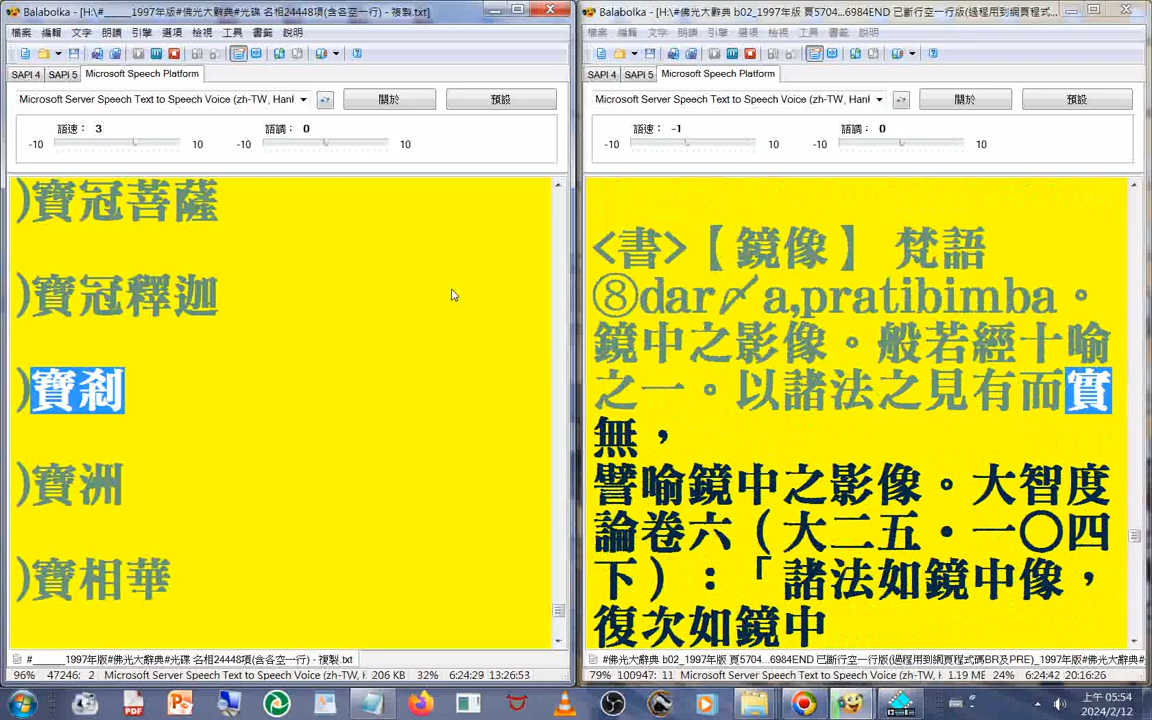 Balabolka - [H:\#_____1997年版#佛光大辭典#光碟 名相24448項(含各空一行) - 複製.txt]
檔案 編輯 文字 朗讀 引擎 選項 檢視 工具 書籤 說明
SAPI 4 SAPI 5 Microsoft Speech Platform
Microsoft Server Speech Text to Speech Voice (zh-TW, Hanl 關於 預設
語速： 3 語調： 0
-10 10 -10 10
)寶冠菩薩
)寶冠釋迦
)寶剎
)寶洲
)寶相華
#______1997年版#佛光大辭典#光碟 名相24448項(含各空一行) - 複製.txt
96% 47246: 2 Microsoft Server Speech Text to Speech Voice (zh-TW, H 206 KB 32% 6:24:29 13:26:53
Balabolka - [H:\#佛光大辭典 b02_1997年版 頁5704...6984END 已斷行空一行版(過程用到網頁程式...
檔案 編輯 文字 朗讀 引擎 選項 檢視 工具 書籤 說明
SAPI 4 SAPI 5 Microsoft Speech Platform
Microsoft Server Speech Text to Speech Voice (zh-TW, Hanl 關於 預設
語速： -1 語調： 0
-10 10 -10 10
<書>【鏡像】 梵語
⑧dar〆a,pratibimba。
鏡中之影像。般若經十喻
之一。以諸法之見有而實
無，
譬喻鏡中之影像。大智度
論卷六（大二五．一〇四
下）：「諸法如鏡中像，
復次如鏡中
#佛光大辭典 b02_1997年版 頁5704...6984END 已斷行空一行版(過程用到網頁程式碼BR及PRE)_1997年版#
79% 100947: 11 Microsoft Server Speech Text to Speech Voice (zh-TW, H 1.19 ME 24% 6:24:42 20:16:26
上午 05:54
2024/2/12